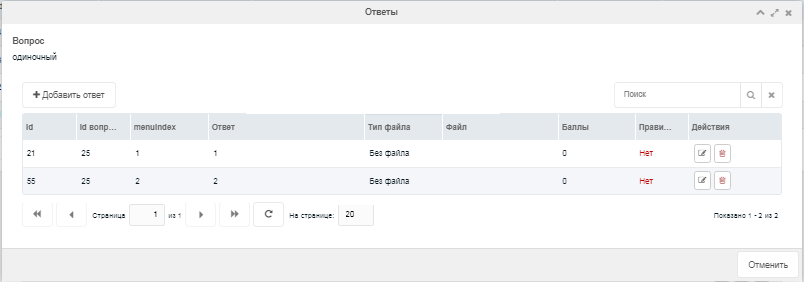 Ответы
Вопрос
одиночный
Добавить ответ
Поиск
Id Id вопр... menuIndex Ответ Тип файла Файл Баллы Прави... Действия
21 25 1 1 Без файла 0 Нет
55 25 2 2 Без файла 0 Нет
Страница 1 из 1 На странице: 20 Показано 1 - 2 из 2
Отменить